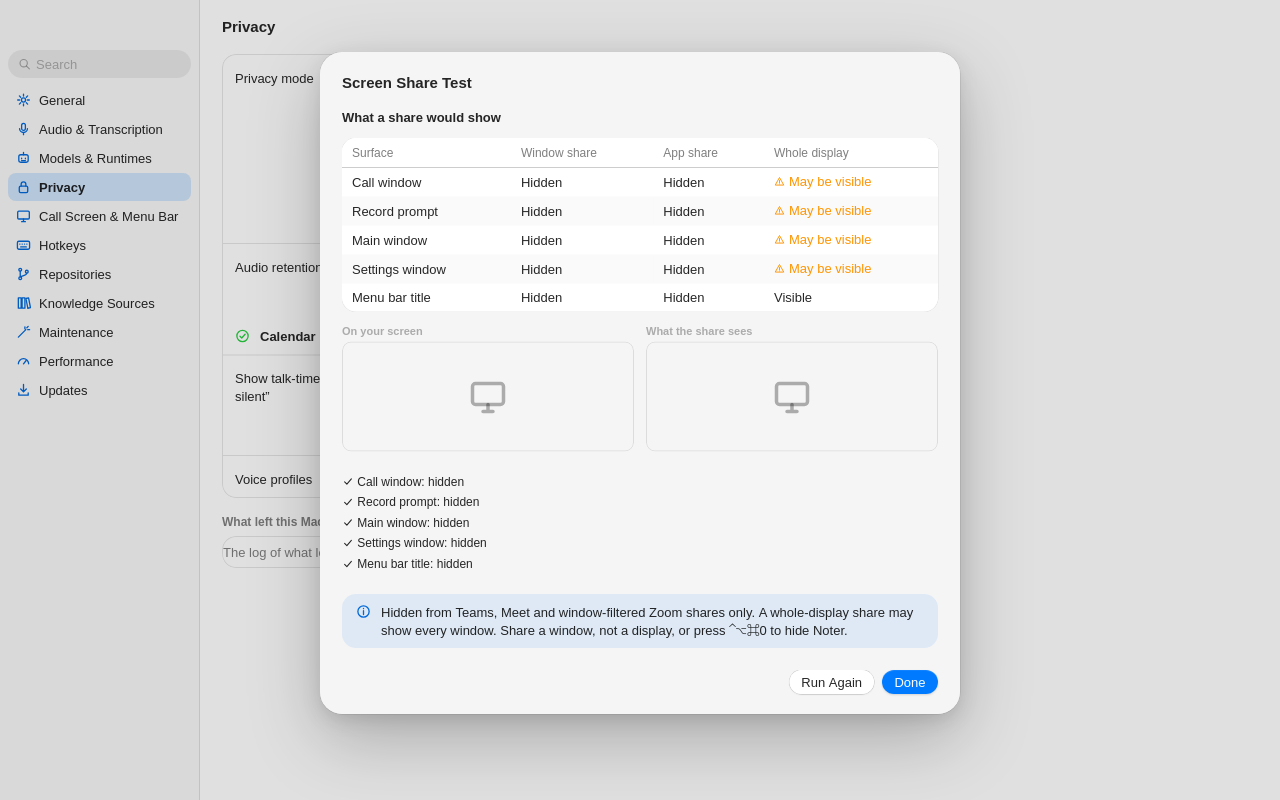 Privacy
Search
General
Audio & Transcription
Models & Runtimes
Privacy
Call Screen & Menu Bar
Hotkeys
Repositories
Knowledge Sources
Maintenance
Performance
Updates
Privacy mode
Audio retention
Calendar
Show talk-time
silent”
Voice profiles
What left this Mac
The log of what
Screen Share Test
What a share would show
Surface Window share App share Whole display
Call window Hidden Hidden May be visible
Record prompt Hidden Hidden May be visible
Main window Hidden Hidden May be visible
Settings window Hidden Hidden May be visible
Menu bar title Hidden Hidden Visible
On your screen What the share sees
✓ Call window: hidden
✓ Record prompt: hidden
✓ Main window: hidden
✓ Settings window: hidden
✓ Menu bar title: hidden
Hidden from Teams, Meet and window-filtered Zoom shares only. A whole-display share may
show every window. Share a window, not a display, or press ⌃⌥⌘0 to hide Noter.
Run Again Done